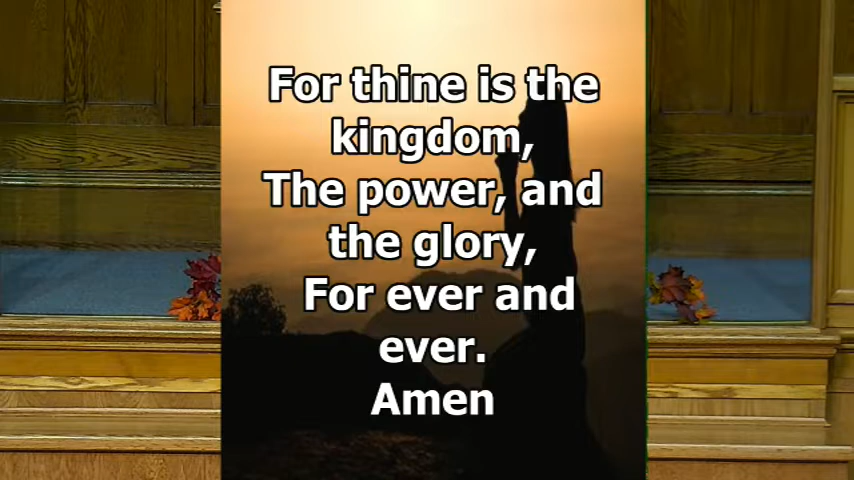 For thine is the
kingdom,
The power, and
the glory,
For ever and
ever.
Amen